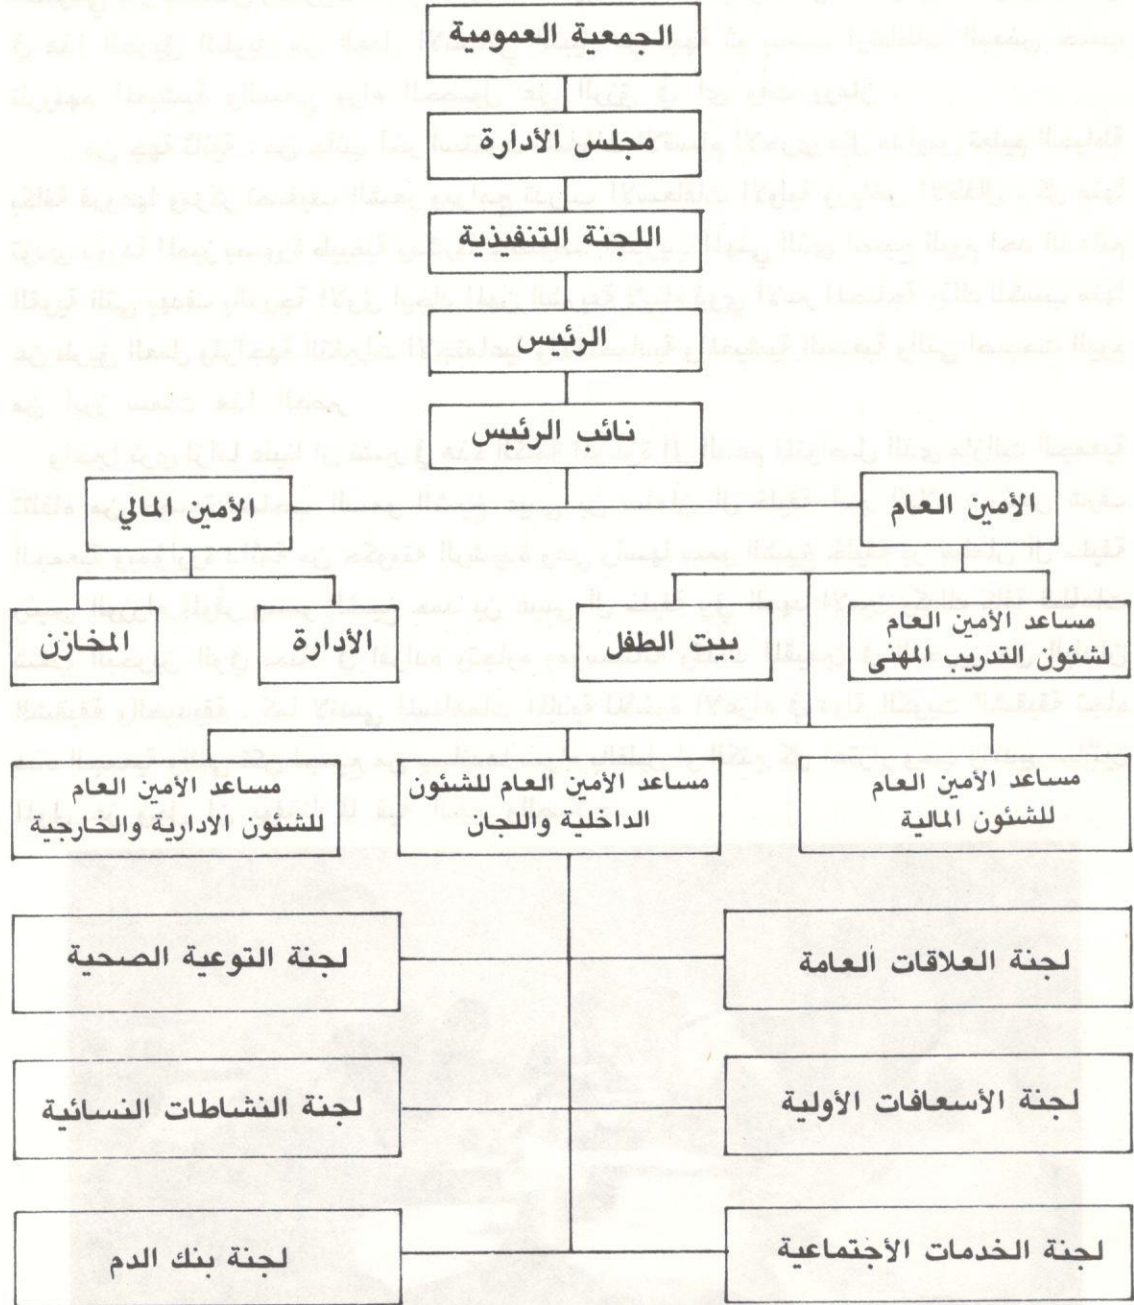 الجمعية العمومية
مجلس الأدارة
اللجنة التنفيذية
الرئيس
نائب الرئيس
الأمين العام
الأمين المالي
مساعد الأمين العام
لشئون التدريب المهنى
بيت الطفل
الأدارة
المخازن
مساعد الأمين العام
للشئون المالية
مساعد الأمين العام للشئون
الداخلية واللجان
مساعد الأمين العام
للشئون الادارية والخارجية
لجنة العلاقات العامة
لجنة التوعية الصحية
لجنة الأسعافات الأولية
لجنة النشاطات النسائية
لجنة الخدمات الأجتماعية
لجنة بنك الدم